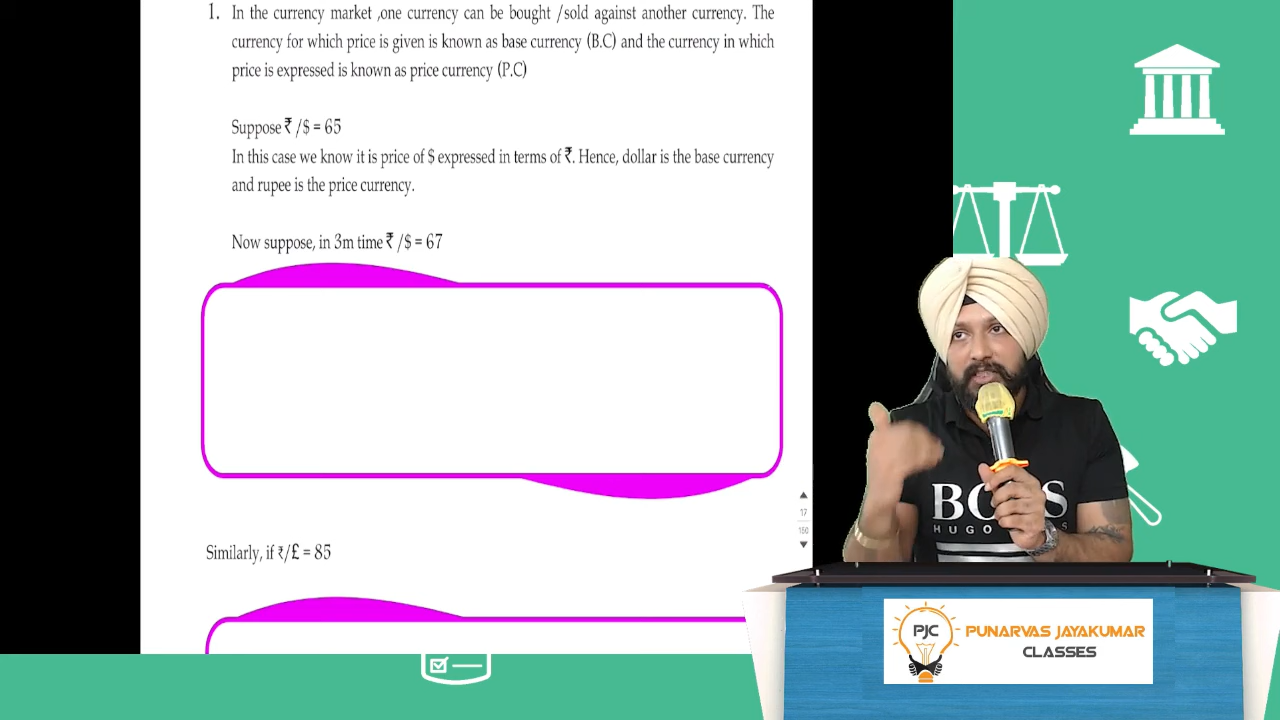 1. In the currency market ,one currency can be bought /sold against another currency. The
currency for which price is given is known as base currency (B.C) and the currency in which
price is expressed is known as price currency (P.C)
Suppose ₹ /$ = 65
In this case we know it is price of $ expressed in terms of ₹. Hence, dollar is the base currency
and rupee is the price currency.
Now suppose, in 3m time ₹ /$ = 67
17
150
Similarly, if ₹/£ = 85
BOSS
HUGO
PJC
PUNARVAS JAYAKUMAR
CLASSES